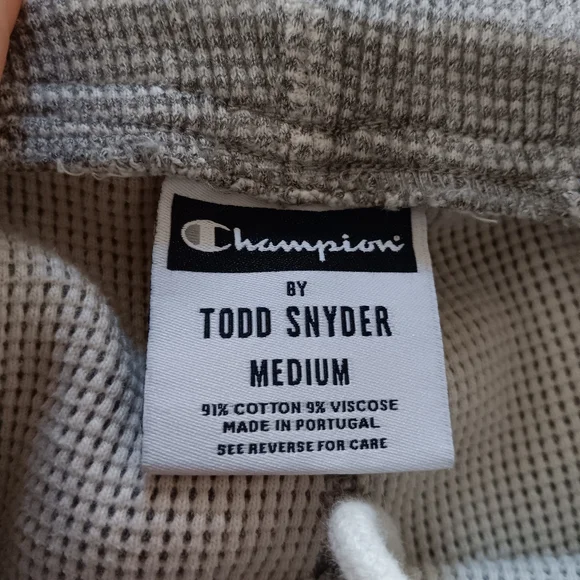 Champion
BY
TODD SNYDER
MEDIUM
91% COTTON 9% VISCOSE
MADE IN PORTUGAL
SEE REVERSE FOR CARE